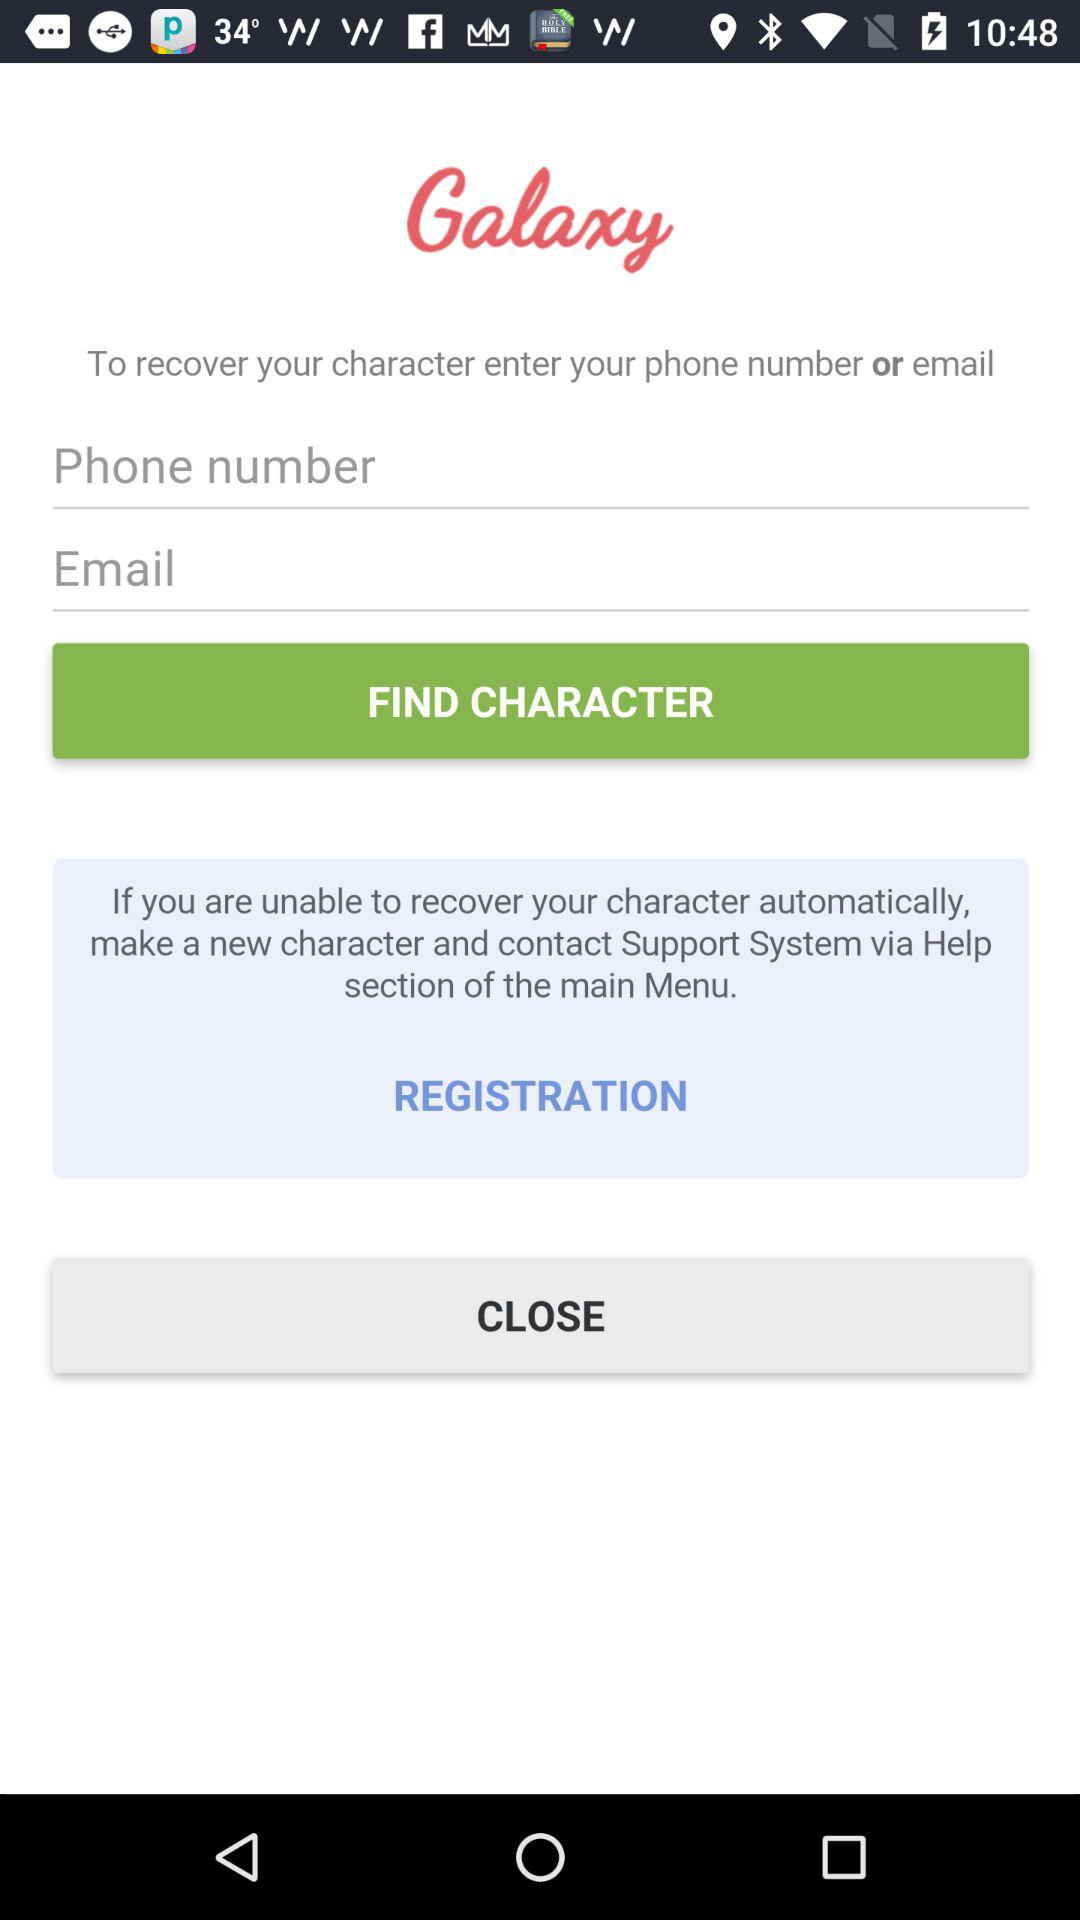 34° 10:48
Galaxy
To recover your character enter your phone number or email
Phone number
Email
FIND CHARACTER
If you are unable to recover your character automatically,
make a new character and contact Support System via Help
section of the main Menu.
REGISTRATION
CLOSE